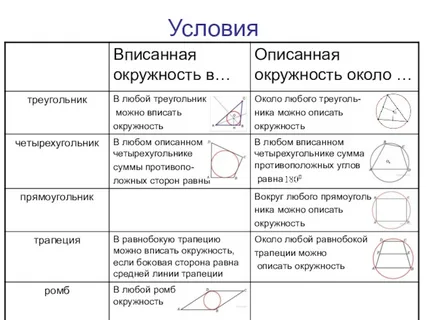 Условия
Вписанная
окружность в…
Описанная
окружность около …
треугольник
В любой треугольник
можно вписать
окружность
Около любого треуголь-
ника можно описать
окружность
четырехугольник
В любом описанном
четырехугольнике
суммы противопо-
ложных сторон равны
В любом вписанном
четырехугольнике сумма
противоположных углов
равна 180°
прямоугольник
Вокруг любого прямоуголь
ника можно описать
окружность
трапеция
В равнобокую трапецию
можно вписать окружность,
если боковая сторона равна
средней линии трапеции
Около любой равнобокой
трапеции можно
описать окружность
ромб
В любой ромб
окружность